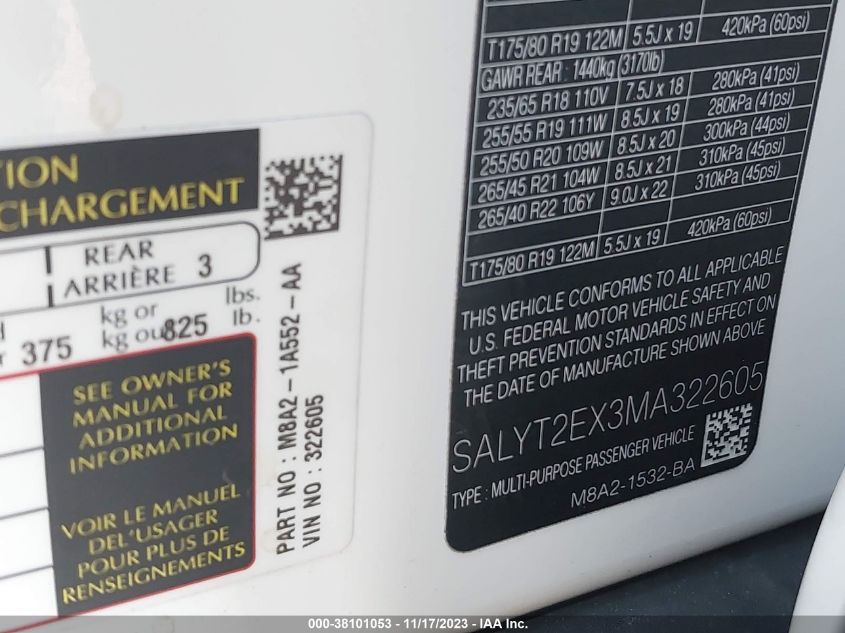 TION
CHARGEMENT
REAR
ARRIÈRE 3
kg or lbs.
375 kg ou 825 lb.
SEE OWNER'S
MANUAL FOR
ADDITIONAL
INFORMATION
VOIR LE MANUEL
DEL'USAGER
POUR PLUS DE
RENSEIGNEMENTS
PART NO : M8A2-1A552-AA
VIN NO : 322605
T175/80 R19 122M 5.5J x 19 420kPa (60psi)
GAWR REAR : 1440kg (3170lb)
235/65 R18 110V 7.5J x 18 280kPa (41psi)
255/55 R19 111W 8.5J x 19 280kPa (41psi)
255/50 R20 109W 8.5J x 20 300kPa (44psi)
265/45 R21 104W 8.5J x 21 310kPa (45psi)
265/40 R22 106Y 9.0J x 22 310kPa (45psi)
T175/80 R19 122M 5.5J x 19 420kPa (60psi)
THIS VEHICLE CONFORMS TO ALL APPLICABLE
U.S. FEDERAL MOTOR VEHICLE SAFETY AND
THEFT PREVENTION STANDARDS IN EFFECT ON
THE DATE OF MANUFACTURE SHOWN ABOVE
SALYT2EX3MA322605
TYPE : MULTI-PURPOSE PASSENGER VEHICLE
M8A2-1532-BA
000-38101053 - 11/17/2023 - IAA Inc.